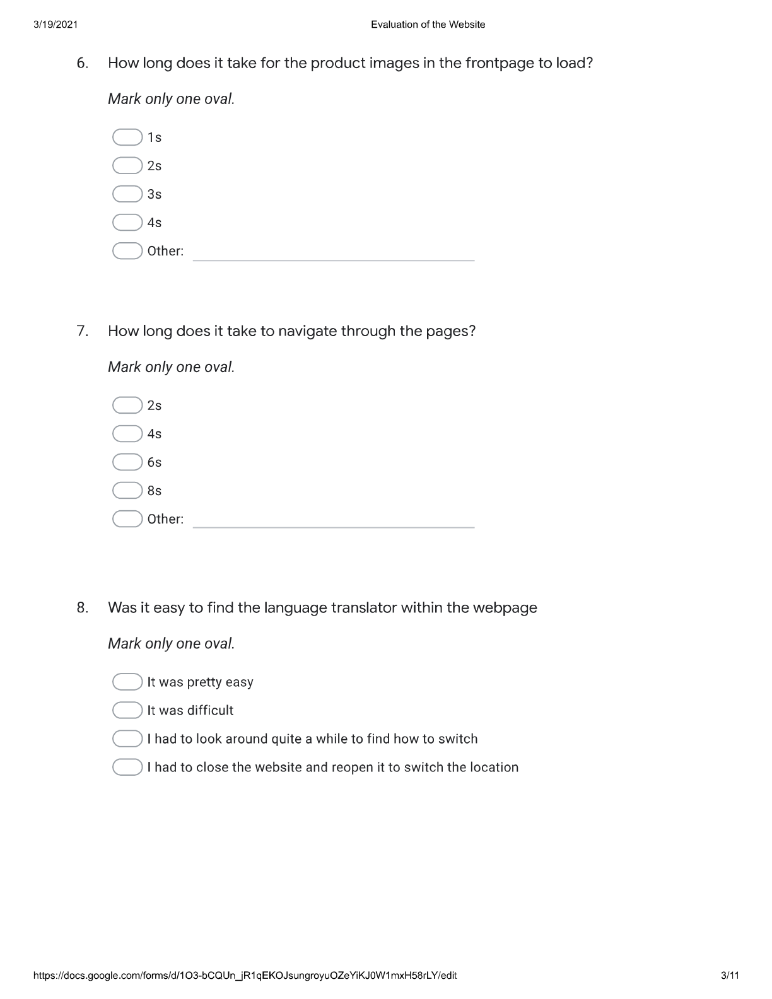 3/19/2021 Evaluation of the Website
6. How long does it take for the product images in the frontpage to load?
Mark only one oval.
1s
2s
3s
4s
Other:
7. How long does it take to navigate through the pages?
Mark only one oval.
2s
4s
6s
8s
Other:
8. Was it easy to find the language translator within the webpage
Mark only one oval.
It was pretty easy
It was difficult
I had to look around quite a while to find how to switch
I had to close the website and reopen it to switch the location
https://docs.google.com/forms/d/1O3-bCQUn_jR1qEKOJsungroyuOZeYiKJ0W1mxH58rLY/edit 3/11